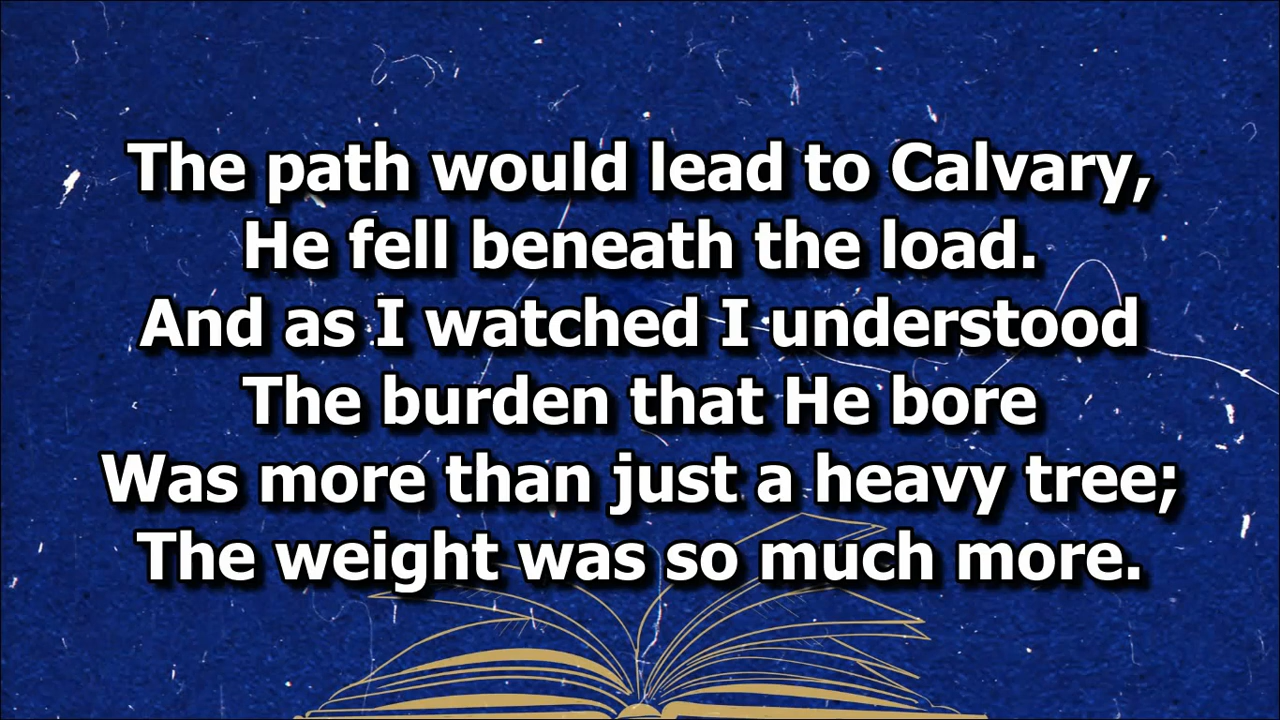 The path would lead to Calvary,
He fell beneath the load.
And as I watched I understood
The burden that He bore
Was more than just a heavy tree;
The weight was so much more.